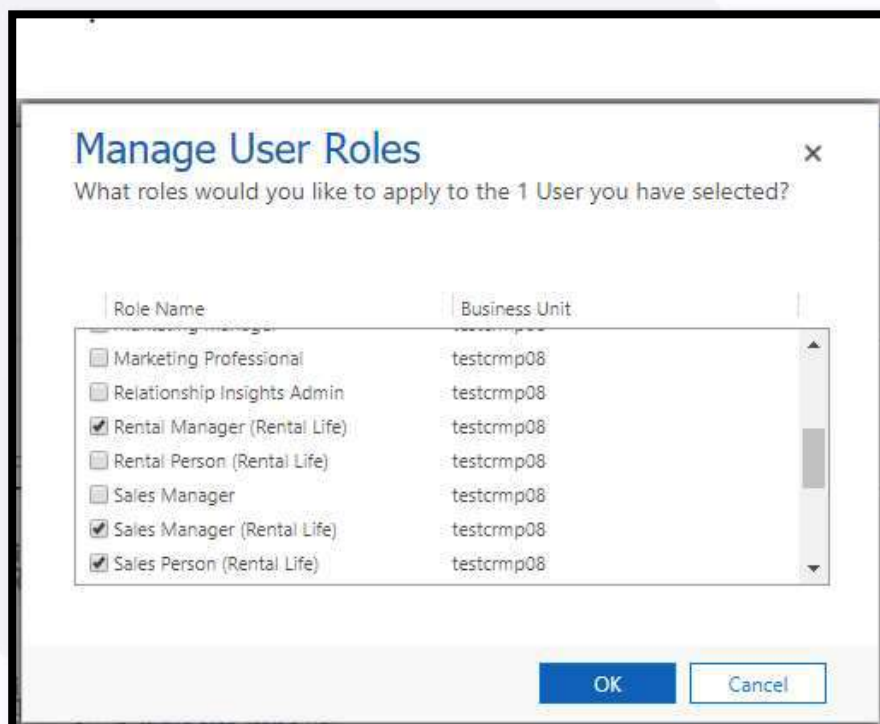 Manage User Roles
What roles would you like to apply to the 1 User you have selected?
Role Name Business Unit
Marketing Professional testcrmp08
Relationship Insights Admin testcrmp08
Rental Manager (Rental Life) testcrmp08
Rental Person (Rental Life) testcrmp08
Sales Manager testcrmp08
Sales Manager (Rental Life) testcrmp08
Sales Person (Rental Life) testcrmp08
OK Cancel